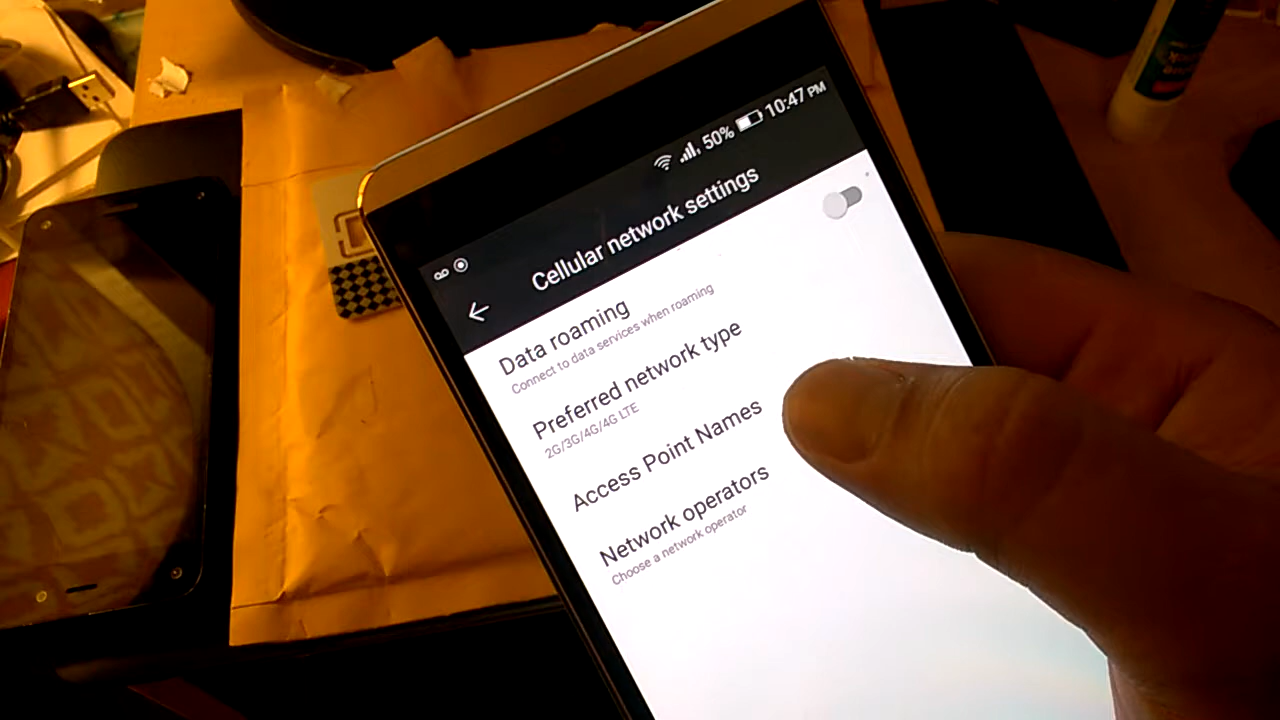 50% 10:47 PM
Cellular network settings
Data roaming
Connect to data services when roaming
Preferred network type
2G/3G/4G/4G LTE
Access Point Names
Network operators
Choose a network operator